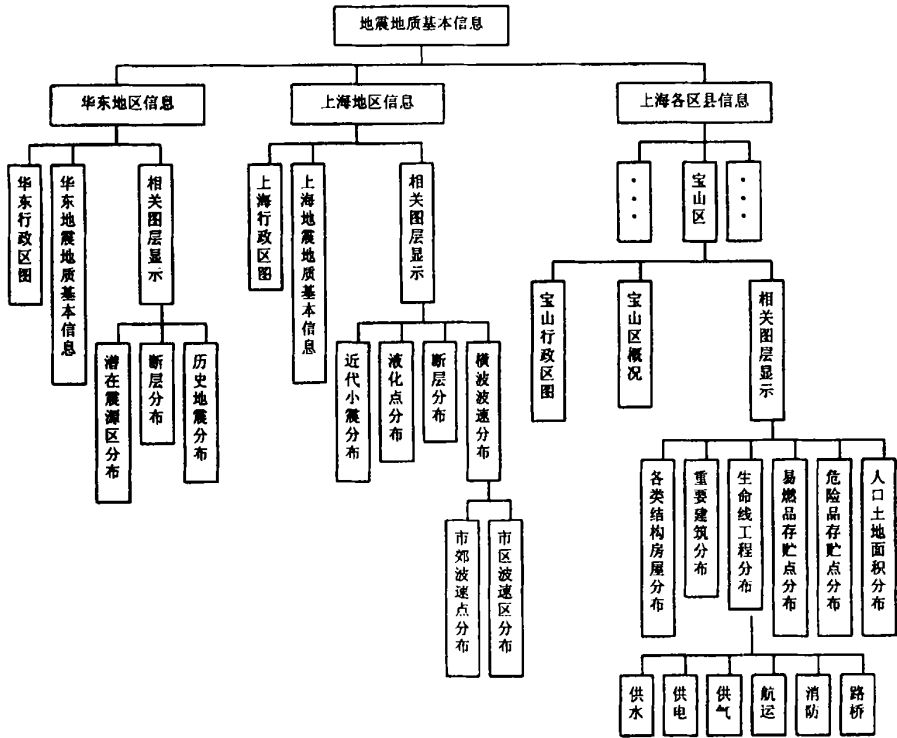 地震地质基本信息
华东地区信息
上海地区信息
上海各区县信息
华东行政区图
华东地震地质基本信息
相关图层显示
上海行政区图
上海地震地质基本信息
相关图层显示
宝山区
潜在震源区分布
断层分布
历史地震分布
近代小震分布
液化点分布
断层分布
横波波速分布
宝山行政区图
宝山区概况
相关图层显示
市郊波速点分布
市区波速区分布
各类结构房屋分布
重要建筑分布
生命线工程分布
易燃品存贮点分布
危险品存贮点分布
人口土地面积分布
供水
供电
供气
航运
消防
路桥